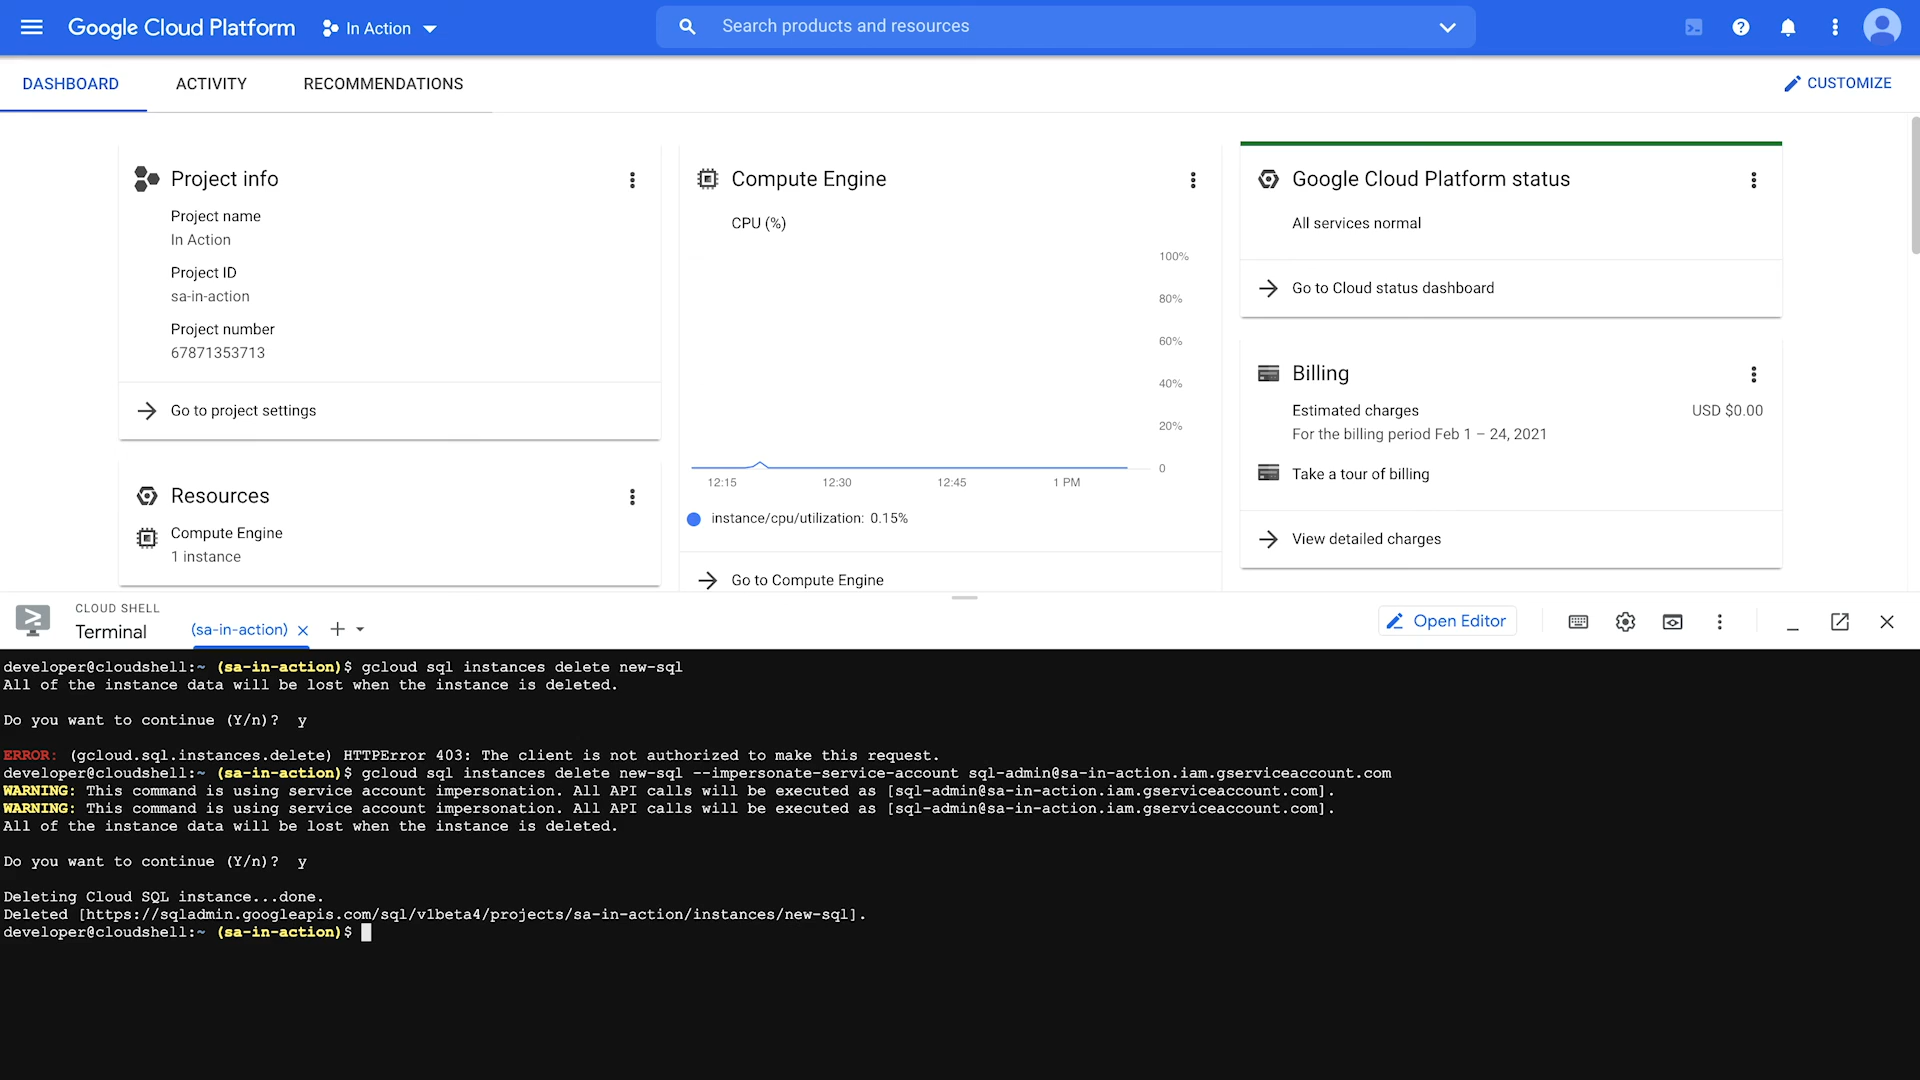 Google Cloud Platform
In Action
Search products and resources
DASHBOARD
ACTIVITY
RECOMMENDATIONS
CUSTOMIZE
Project info
Project name
In Action
Project ID
sa-in-action
Project number
67871353713
Go to project settings
Resources
Compute Engine
1 instance
Compute Engine
CPU (%)
100%
80%
60%
40%
20%
0
12:15
12:30
12:45
1 PM
instance/cpu/utilization: 0.15%
Go to Compute Engine
Google Cloud Platform status
All services normal
Go to Cloud status dashboard
Billing
Estimated charges
USD $0.00
For the billing period Feb 1 – 24, 2021
Take a tour of billing
View detailed charges
CLOUD SHELL
Terminal
(sa-in-action)
Open Editor
developer@cloudshell:~ (sa-in-action)$ gcloud sql instances delete new-sql
All of the instance data will be lost when the instance is deleted.
Do you want to continue (Y/n)? y
ERROR: (gcloud.sql.instances.delete) HTTPError 403: The client is not authorized to make this request.
developer@cloudshell:~ (sa-in-action)$ gcloud sql instances delete new-sql --impersonate-service-account sql-admin@sa-in-action.iam.gserviceaccount.com
WARNING: This command is using service account impersonation. All API calls will be executed as [sql-admin@sa-in-action.iam.gserviceaccount.com].
WARNING: This command is using service account impersonation. All API calls will be executed as [sql-admin@sa-in-action.iam.gserviceaccount.com].
All of the instance data will be lost when the instance is deleted.
Do you want to continue (Y/n)? y
Deleting Cloud SQL instance...done.
Deleted [https://sqladmin.googleapis.com/sql/v1beta4/projects/sa-in-action/instances/new-sql].
developer@cloudshell:~ (sa-in-action)$